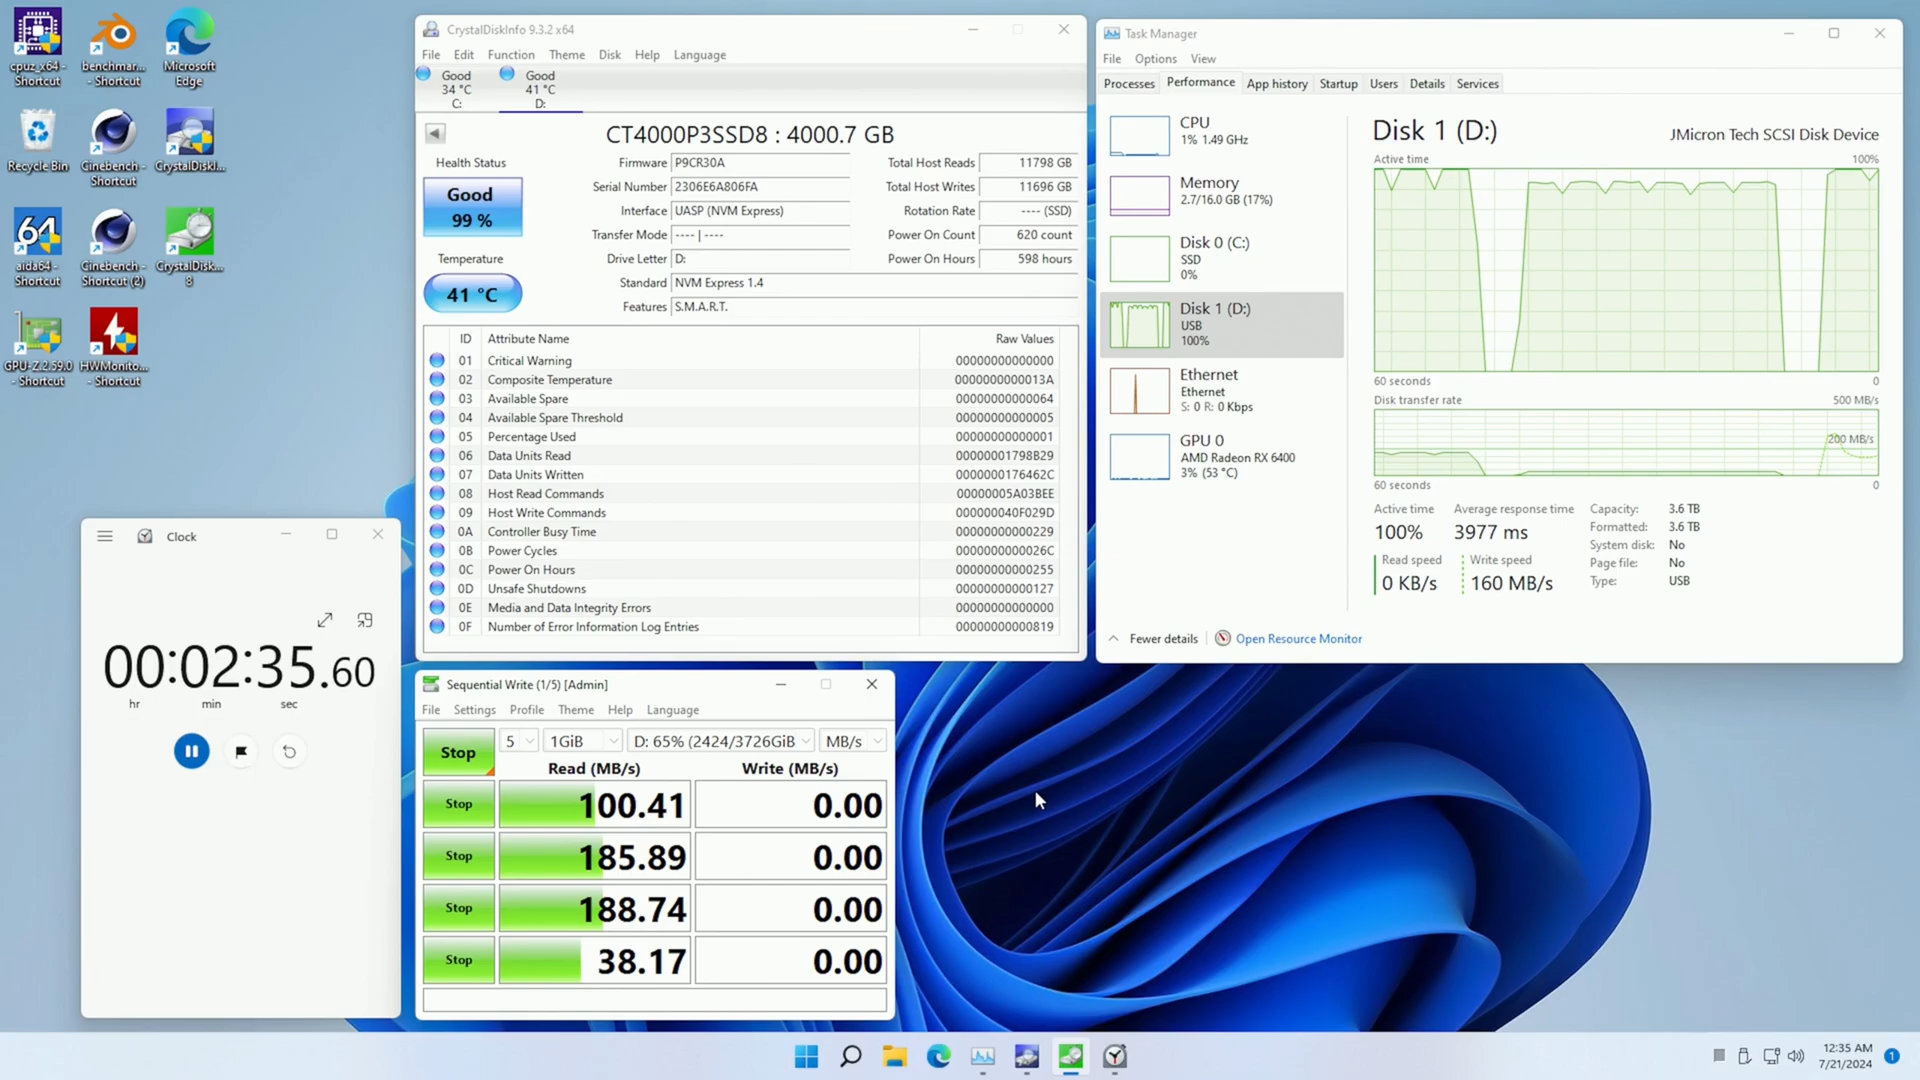 cpuz_x64 -
Shortcut
benchmar...
- Shortcut
Microsoft
Edge
Recycle Bin
Cinebench -
Shortcut
CrystalDiskI...
64
aida64 -
Shortcut
Cinebench -
Shortcut (2)
CrystalDisk...
8
GPU-Z.2.59.0
- Shortcut
HWMonito...
- Shortcut
CrystalDiskInfo 9.3.2 x64
File Edit Function Theme Disk Help Language
Good
34 °C
C:
Good
41 °C
D:
CT4000P3SSD8 : 4000.7 GB
Health Status
Good
99 %
Temperature
41 °C
Firmware P9CR30A
Serial Number 2306E6A806FA
Interface UASP (NVM Express)
Transfer Mode ---- | ----
Drive Letter D:
Standard NVM Express 1.4
Features S.M.A.R.T.
Total Host Reads 11798 GB
Total Host Writes 11696 GB
Rotation Rate ---- (SSD)
Power On Count 620 count
Power On Hours 598 hours
ID Attribute Name Raw Values
01 Critical Warning 00000000000000
02 Composite Temperature 0000000000013A
03 Available Spare 00000000000064
04 Available Spare Threshold 00000000000005
05 Percentage Used 00000000000001
06 Data Units Read 00000001798B29
07 Data Units Written 0000000176462C
08 Host Read Commands 00000005A03BEE
09 Host Write Commands 000000040F029D
0A Controller Busy Time 00000000000229
0B Power Cycles 0000000000026C
0C Power On Hours 00000000000255
0D Unsafe Shutdowns 00000000000127
0E Media and Data Integrity Errors 00000000000000
0F Number of Error Information Log Entries 00000000000819
Task Manager
File Options View
Processes Performance App history Startup Users Details Services
CPU
1% 1.49 GHz
Memory
2.7/16.0 GB (17%)
Disk 0 (C:)
SSD
0%
Disk 1 (D:)
USB
100%
Ethernet
Ethernet
S: 0 R: 0 Kbps
GPU 0
AMD Radeon RX 6400
3% (53 °C)
Disk 1 (D:) JMicron Tech SCSI Disk Device
Active time 100%
60 seconds 0
Disk transfer rate 500 MB/s
200 MB/s
60 seconds 0
Active time
100%
Average response time
3977 ms
Read speed
0 KB/s
Write speed
160 MB/s
Capacity: 3.6 TB
Formatted: 3.6 TB
System disk: No
Page file: No
Type: USB
Fewer details Open Resource Monitor
Clock
00:02:35.60
hr min sec
Sequential Write (1/5) [Admin]
File Settings Profile Theme Help Language
Stop 5 1GiB D: 65% (2424/3726GiB MB/s
Read (MB/s) Write (MB/s)
Stop 100.41 0.00
Stop 185.89 0.00
Stop 188.74 0.00
Stop 38.17 0.00
12:35 AM
7/21/2024
1